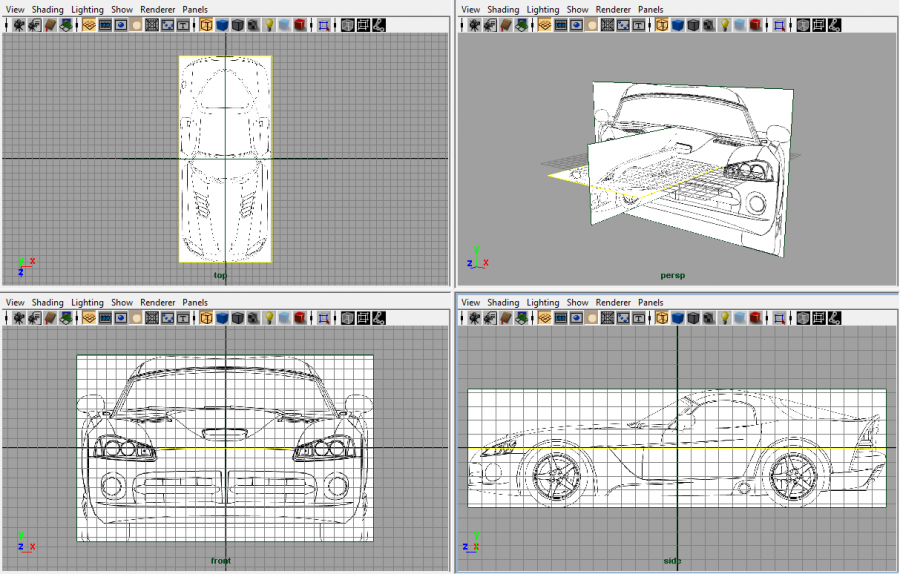 View Shading Lighting Show Renderer Panels
View Shading Lighting Show Renderer Panels
y x
z
top
y
z x
persp
View Shading Lighting Show Renderer Panels
View Shading Lighting Show Renderer Panels
y
z x
front
y
z x
side